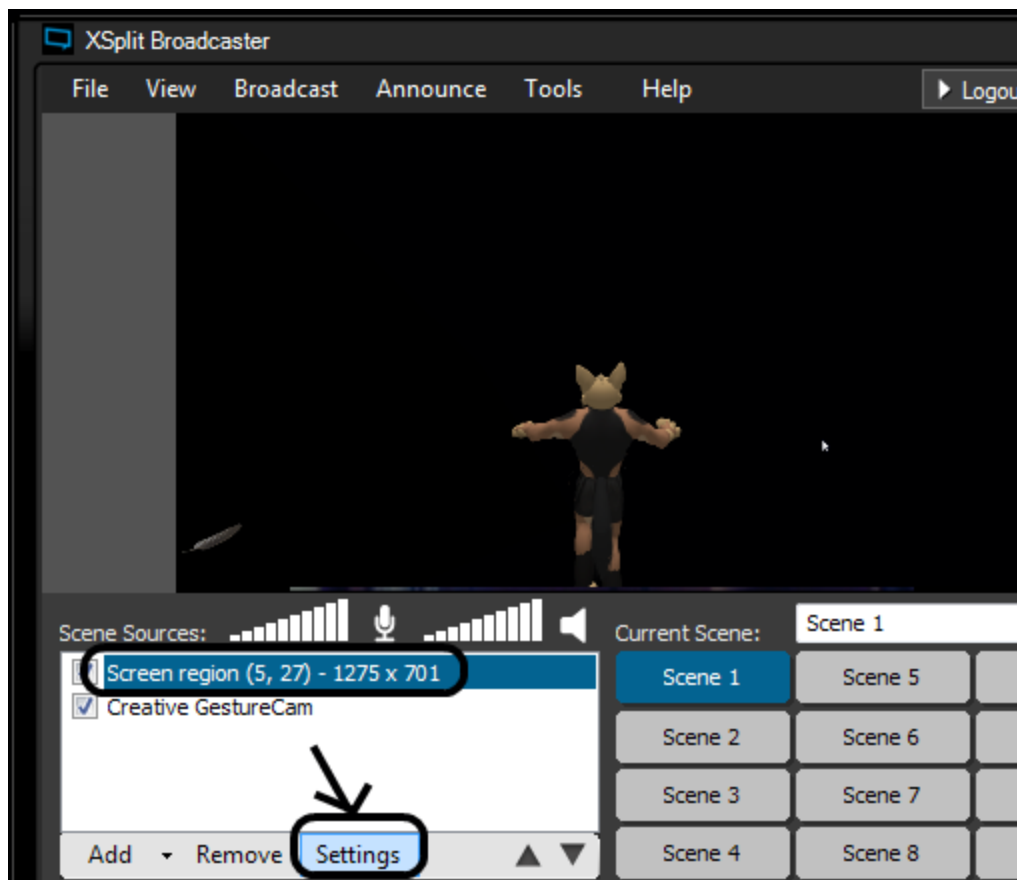 XSplit Broadcaster
File View Broadcast Announce Tools Help Logou
Scene Sources: Current Scene: Scene 1
Screen region (5, 27) - 1275 x 701
Creative GestureCam
Scene 1 Scene 5
Scene 2 Scene 6
Scene 3 Scene 7
Scene 4 Scene 8
Add Remove Settings